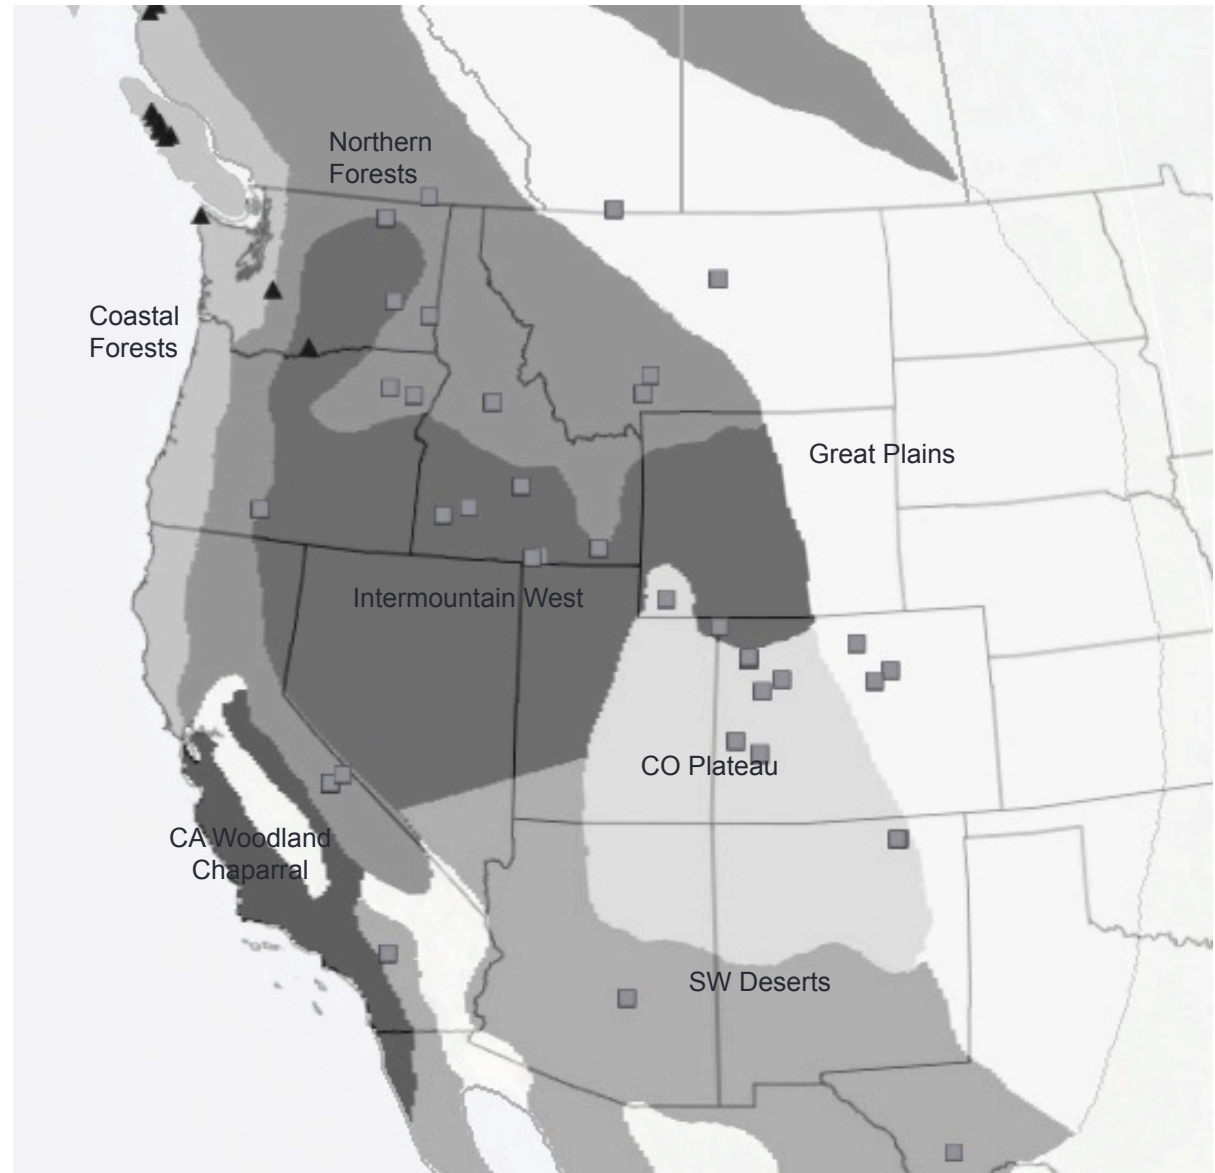 Northern
Forests
Coastal
Forests
Great Plains
Intermountain West
CO Plateau
CA Woodland
Chaparral
SW Deserts